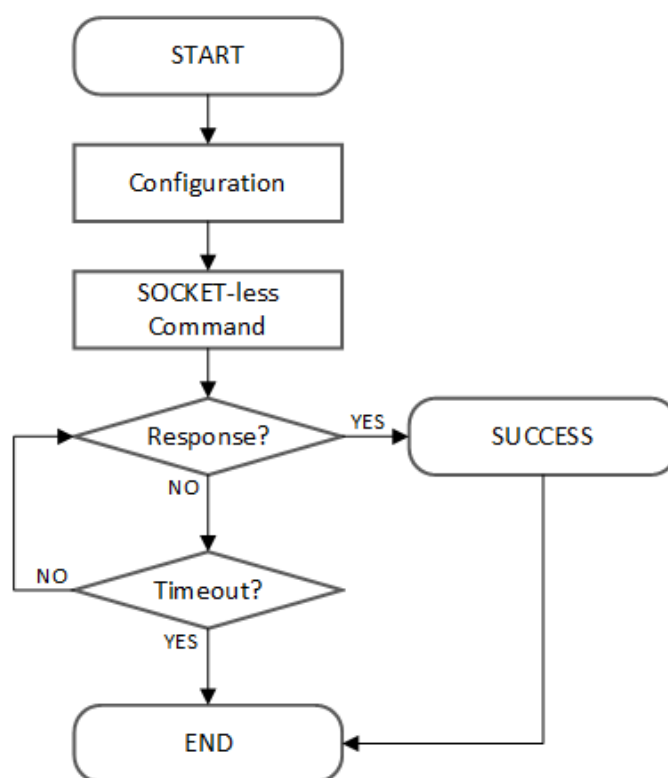 START
Configuration
SOCKET-less
Command
Response?
YES
SUCCESS
NO
Timeout?
NO
YES
END